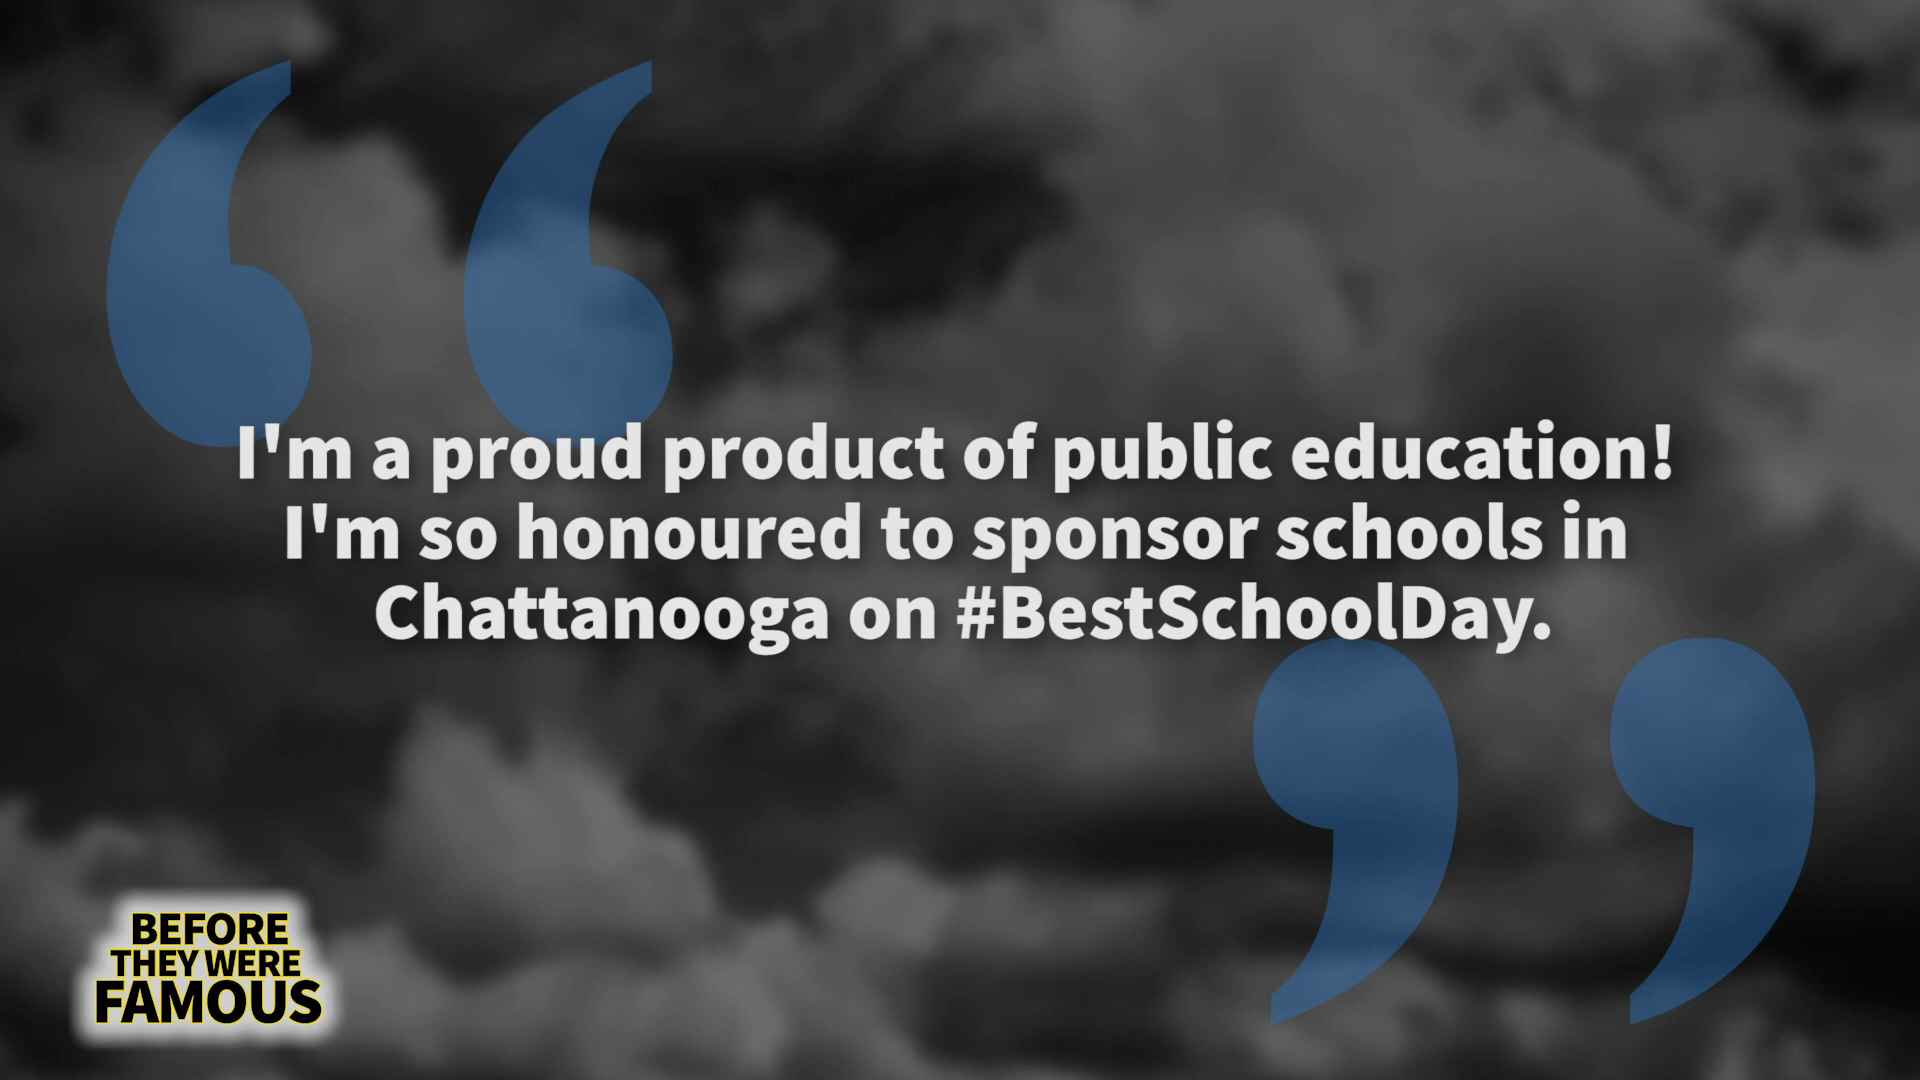 I'm a proud product of public education!
I'm so honoured to sponsor schools in
Chattanooga on #BestSchoolDay.
BEFORE
THEY WERE
FAMOUS